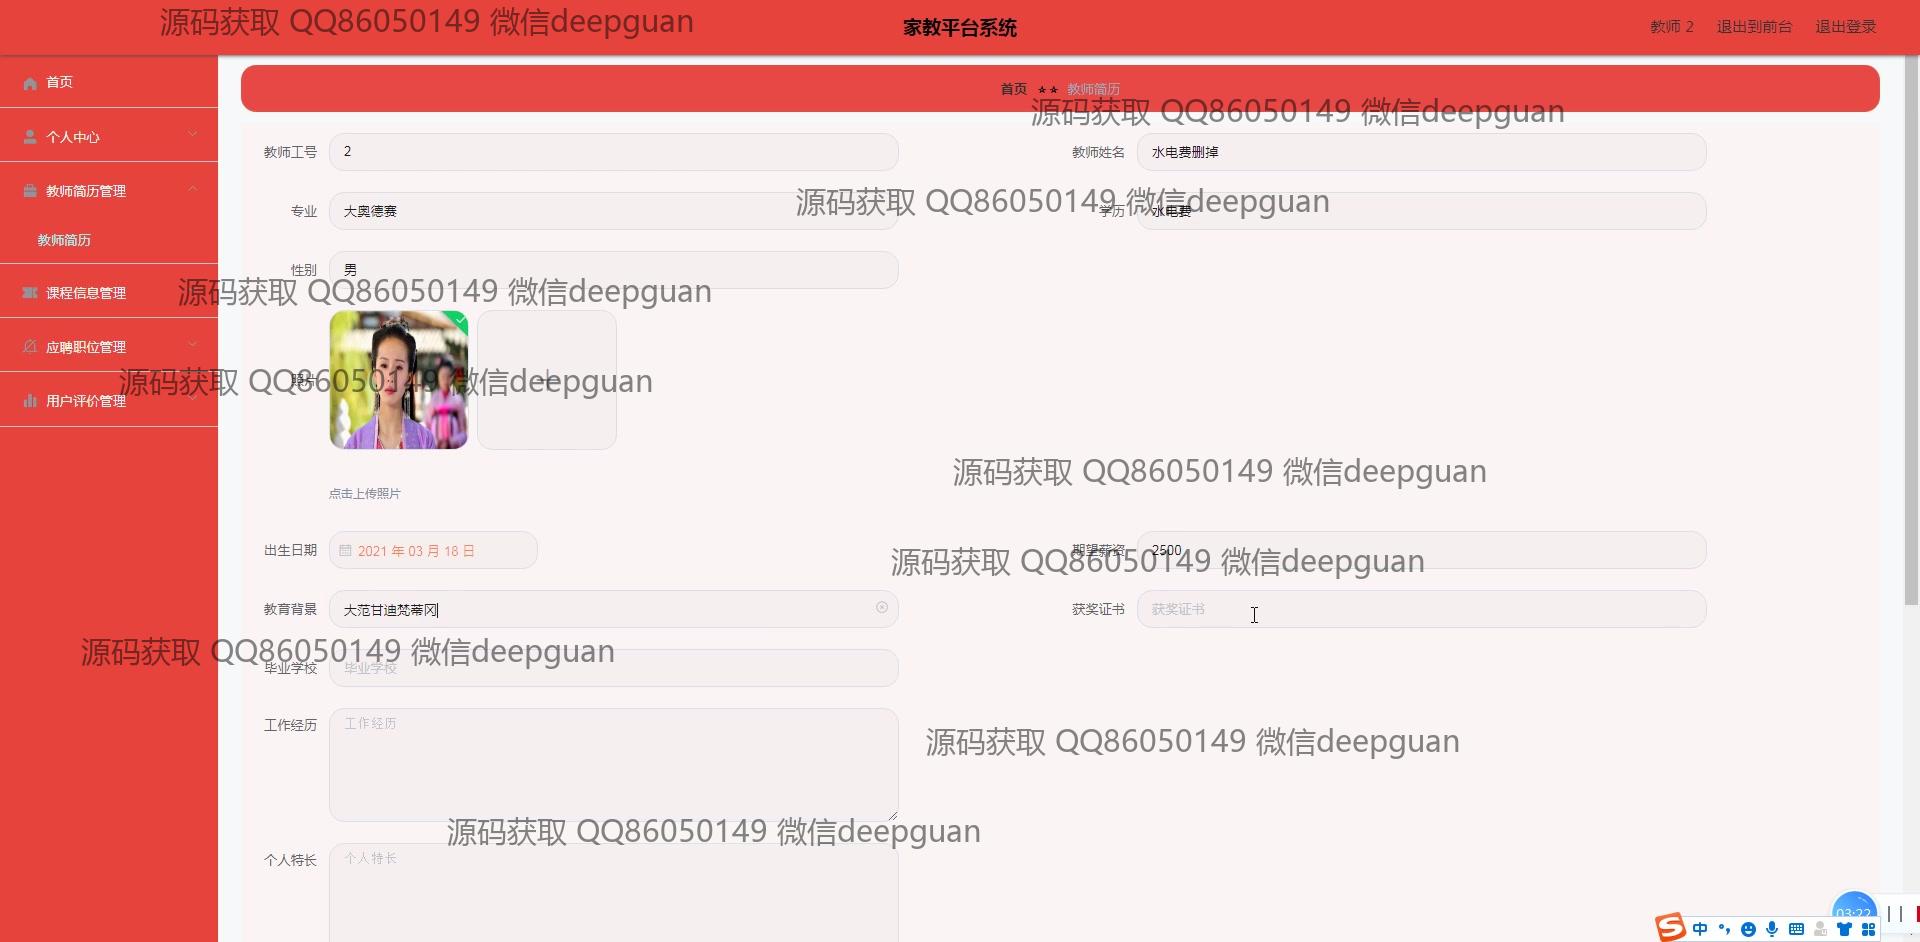 源码获取 QQ86050149 微信deepguan
家教平台系统
教师 2 退出到前台 退出登录
首页
首页 ★★ 教师简历
源码获取 QQ86050149 微信deepguan
个人中心
教师工号 2
教师姓名 水电费删掉
教师简历管理
源码获取 QQ86050149 微信deepguan
专业 大奥德赛
学历 水电费
教师简历
性别 男
课程信息管理
源码获取 QQ86050149 微信deepguan
应聘职位管理
照片
源码获取 QQ86050149 微信deepguan
用户评价管理
源码获取 QQ86050149 微信deepguan
点击上传照片
出生日期 2021 年 03 月 18 日
期望薪资 2500
源码获取 QQ86050149 微信deepguan
教育背景 大范甘迪梵蒂冈
获奖证书 获奖证书
源码获取 QQ86050149 微信deepguan
毕业学校 毕业学校
工作经历 工作经历
源码获取 QQ86050149 微信deepguan
源码获取 QQ86050149 微信deepguan
个人特长 个人特长
03:22
中